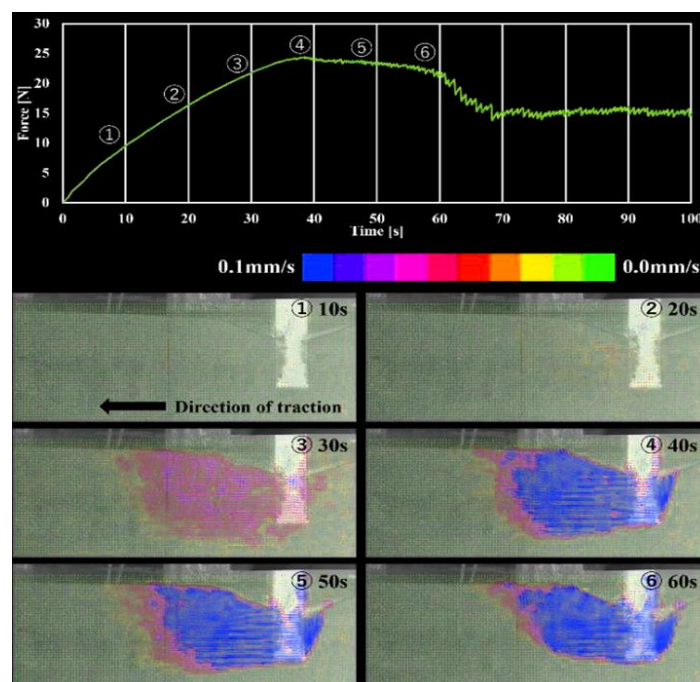 30
25
20
15
10
5
0
Force [N]
① ② ③ ④ ⑤ ⑥
0 10 20 30 40 50 60 70 80 90 100
Time [s]
0.1mm/s 0.0mm/s
① 10s
② 20s
Direction of traction
③ 30s
④ 40s
⑤ 50s
⑥ 60s